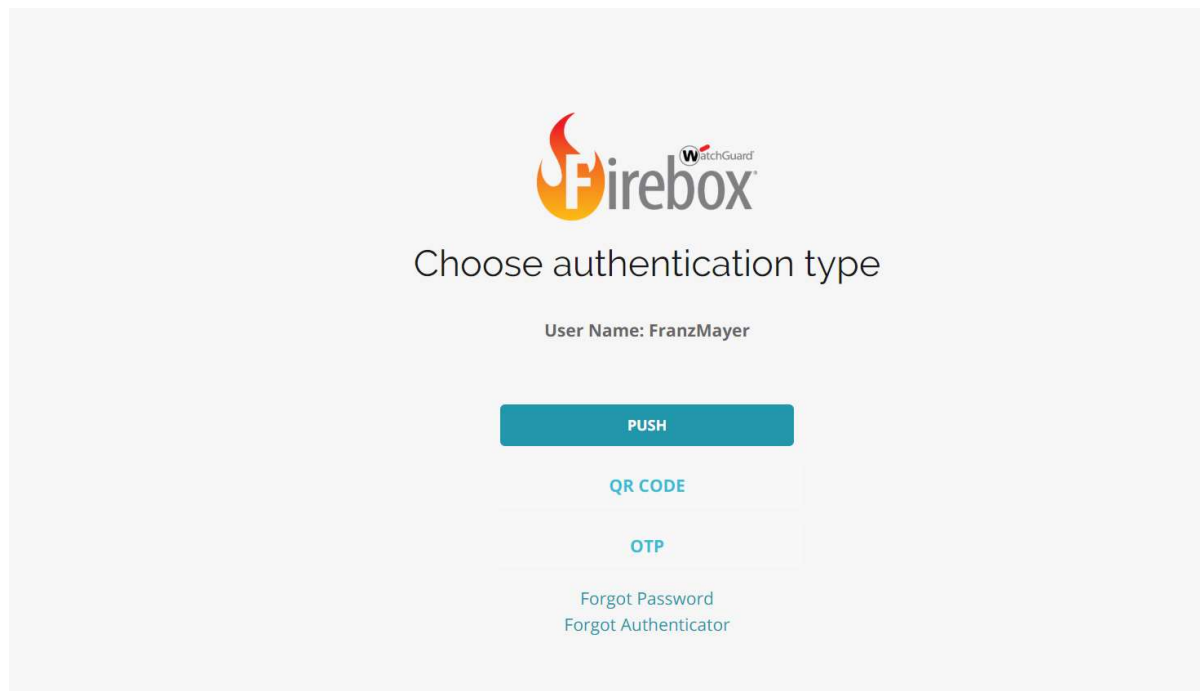 WatchGuard
Firebox
Choose authentication type
User Name: FranzMayer
PUSH
QR CODE
OTP
Forgot Password
Forgot Authenticator